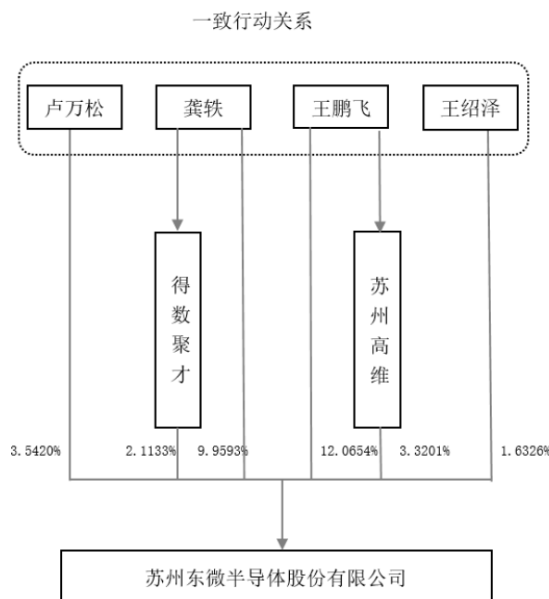 一致行动关系
卢万松
龚轶
王鹏飞
王绍泽
得数聚才
苏州高维
3.5420%
2.1133%
9.9593%
12.0654%
3.3201%
1.6326%
苏州东微半导体股份有限公司